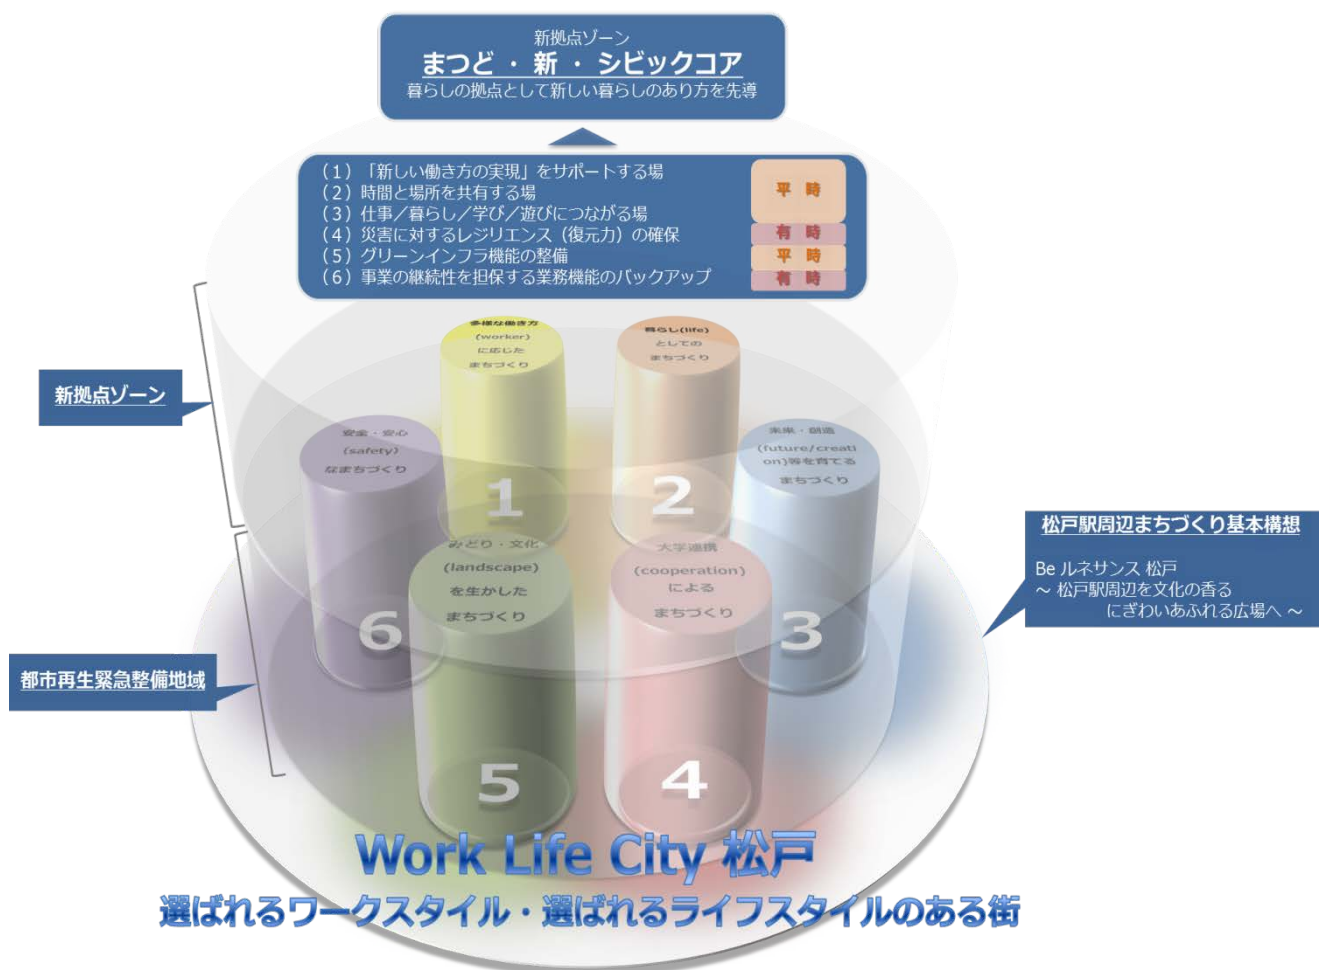 新拠点ゾーン
まつど ・ 新 ・ シビックコア
暮らしの拠点として新しい暮らしのあり方を先導
（1）「新しい働き方の実現」をサポートする場
（2）時間と場所を共有する場
（3）仕事／暮らし／学び／遊びにつながる場
平 時
（4）災害に対するレジリエンス（復元力）の確保
有 時
（5）グリーンインフラ機能の整備
平 時
（6）事業の継続性を担保する業務機能のバックアップ
有 時
多様な働き方
(worker)
に応じた
まちづくり
1
暮らし(life)
としての
まちづくり
2
新拠点ゾーン
安全・安心
(safety)
なまちづくり
6
未来・創造
(future/creati
on)等を育てる
まちづくり
3
みどり・文化
(landscape)
を生かした
まちづくり
5
大学連携
(cooperation)
による
まちづくり
4
松戸駅周辺まちづくり基本構想
Be ルネサンス 松戸
～ 松戸駅周辺を文化の香る
にぎわいあふれる広場へ ～
都市再生緊急整備地域
Work Life City 松戸
選ばれるワークスタイル・選ばれるライフスタイルのある街